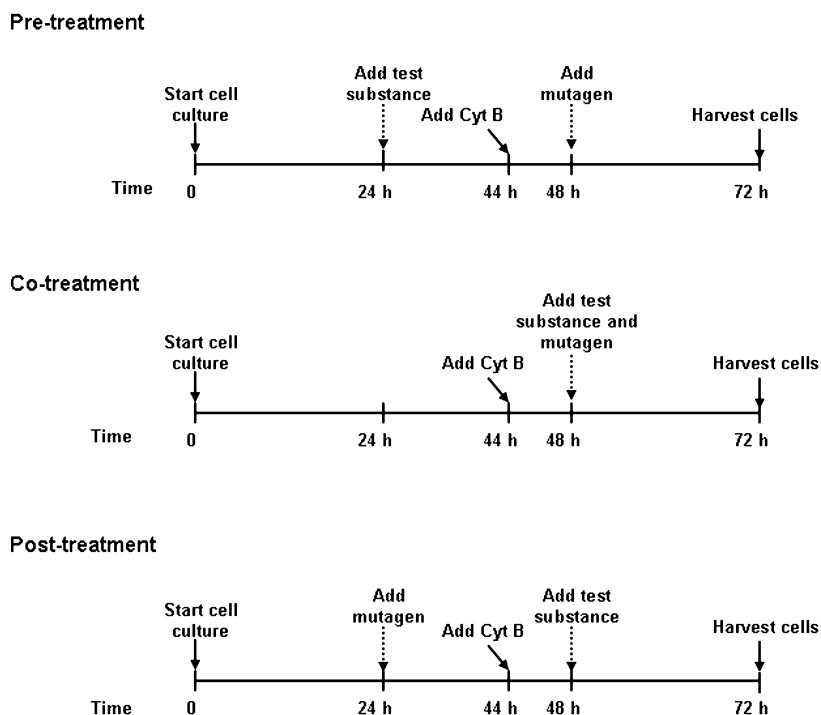 Pre-treatment
Add test
substance
Add
mutagen
Start cell
culture
Add Cyt B
Harvest cells
Time
0
24 h
44 h
48 h
72 h
Co-treatment
Add test
substance and
mutagen
Start cell
culture
Add Cyt B
Harvest cells
Time
0
24 h
44 h
48 h
72 h
Post-treatment
Start cell
culture
Add
mutagen
Add Cyt B
Add test
substance
Harvest cells
Time
0
24 h
44 h
48 h
72 h